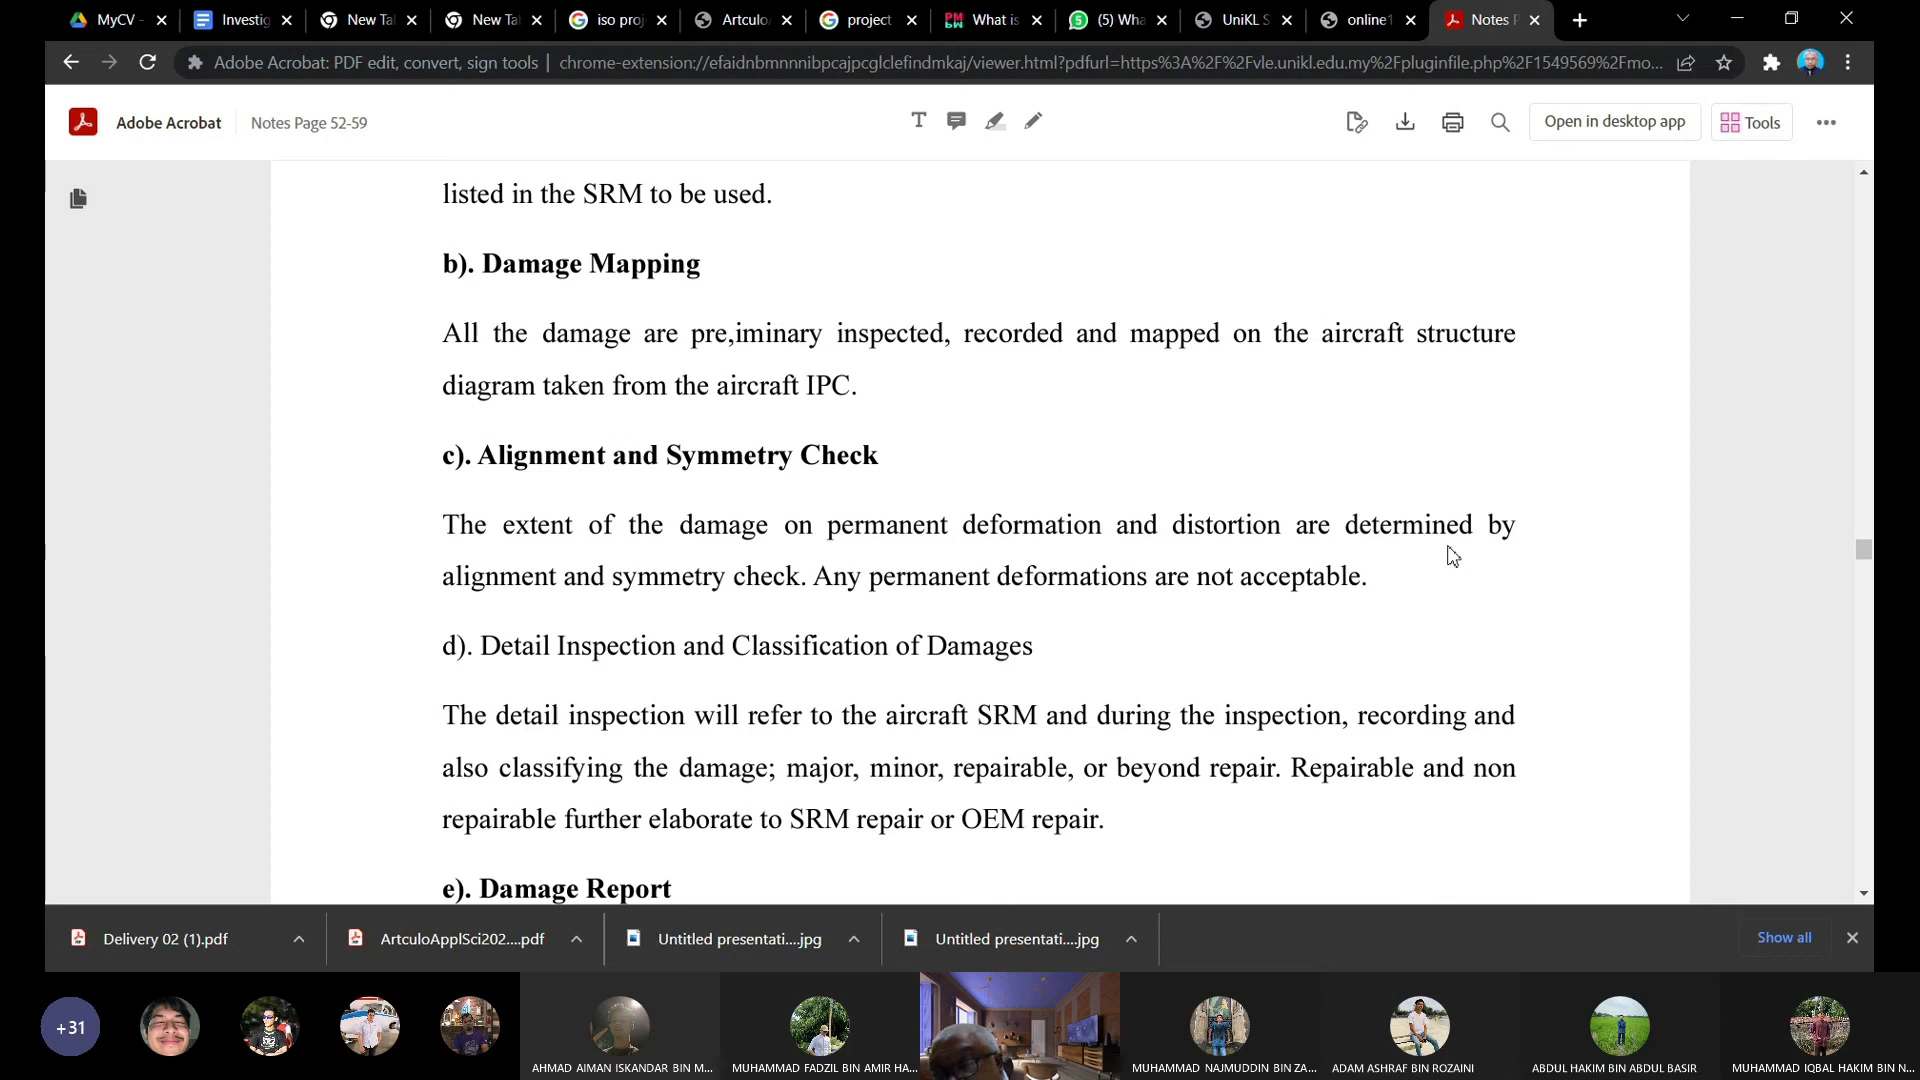 MyCV -
Investig
New Tal
New Tal
iso proj
Artculo
project
What is
(5) Wha
UniKL S
online1
Notes P
Adobe Acrobat: PDF edit, convert, sign tools | chrome-extension://efaidnbmnnnibpcajpcglclefindmkaj/viewer.html?pdfurl=https%3A%2F%2Fvle.unikl.edu.my%2Fpluginfile.php%2F1549569%2Fmo...
Adobe Acrobat
Notes Page 52-59
Open in desktop app
Tools
listed in the SRM to be used.
b). Damage Mapping
All the damage are pre,iminary inspected, recorded and mapped on the aircraft structure
diagram taken from the aircraft IPC.
c). Alignment and Symmetry Check
The extent of the damage on permanent deformation and distortion are determined by
alignment and symmetry check. Any permanent deformations are not acceptable.
d). Detail Inspection and Classification of Damages
The detail inspection will refer to the aircraft SRM and during the inspection, recording and
also classifying the damage; major, minor, repairable, or beyond repair. Repairable and non
repairable further elaborate to SRM repair or OEM repair.
e). Damage Report
Delivery 02 (1).pdf
ArtculoApplSci202....pdf
Untitled presentati....jpg
Untitled presentati....jpg
Show all
+31
AHMAD AIMAN ISKANDAR BIN M...
MUHAMMAD FADZIL BIN AMIR HA...
MUHAMMAD NAJMUDDIN BIN ZA...
ADAM ASHRAF BIN ROZAINI
ABDUL HAKIM BIN ABDUL BASIR
MUHAMMAD IQBAL HAKIM BIN N...